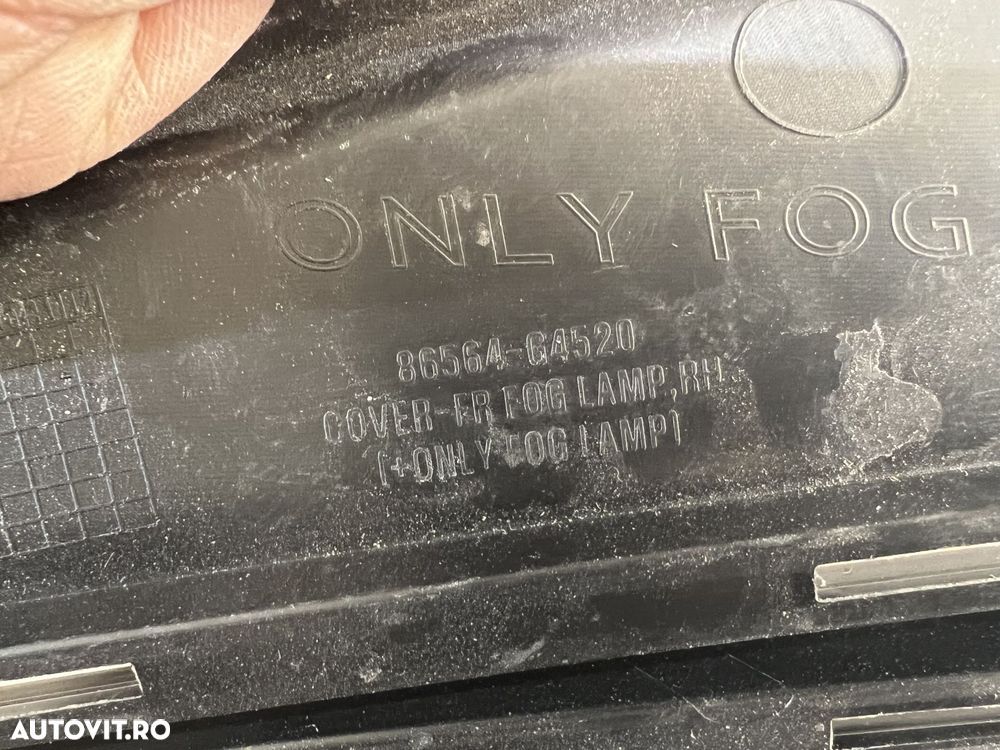 ONLY FOG
86564-G4520
COVER-FR FOG LAMP,RH
(+ONLY FOG LAMP)
AUTOVIT.RO